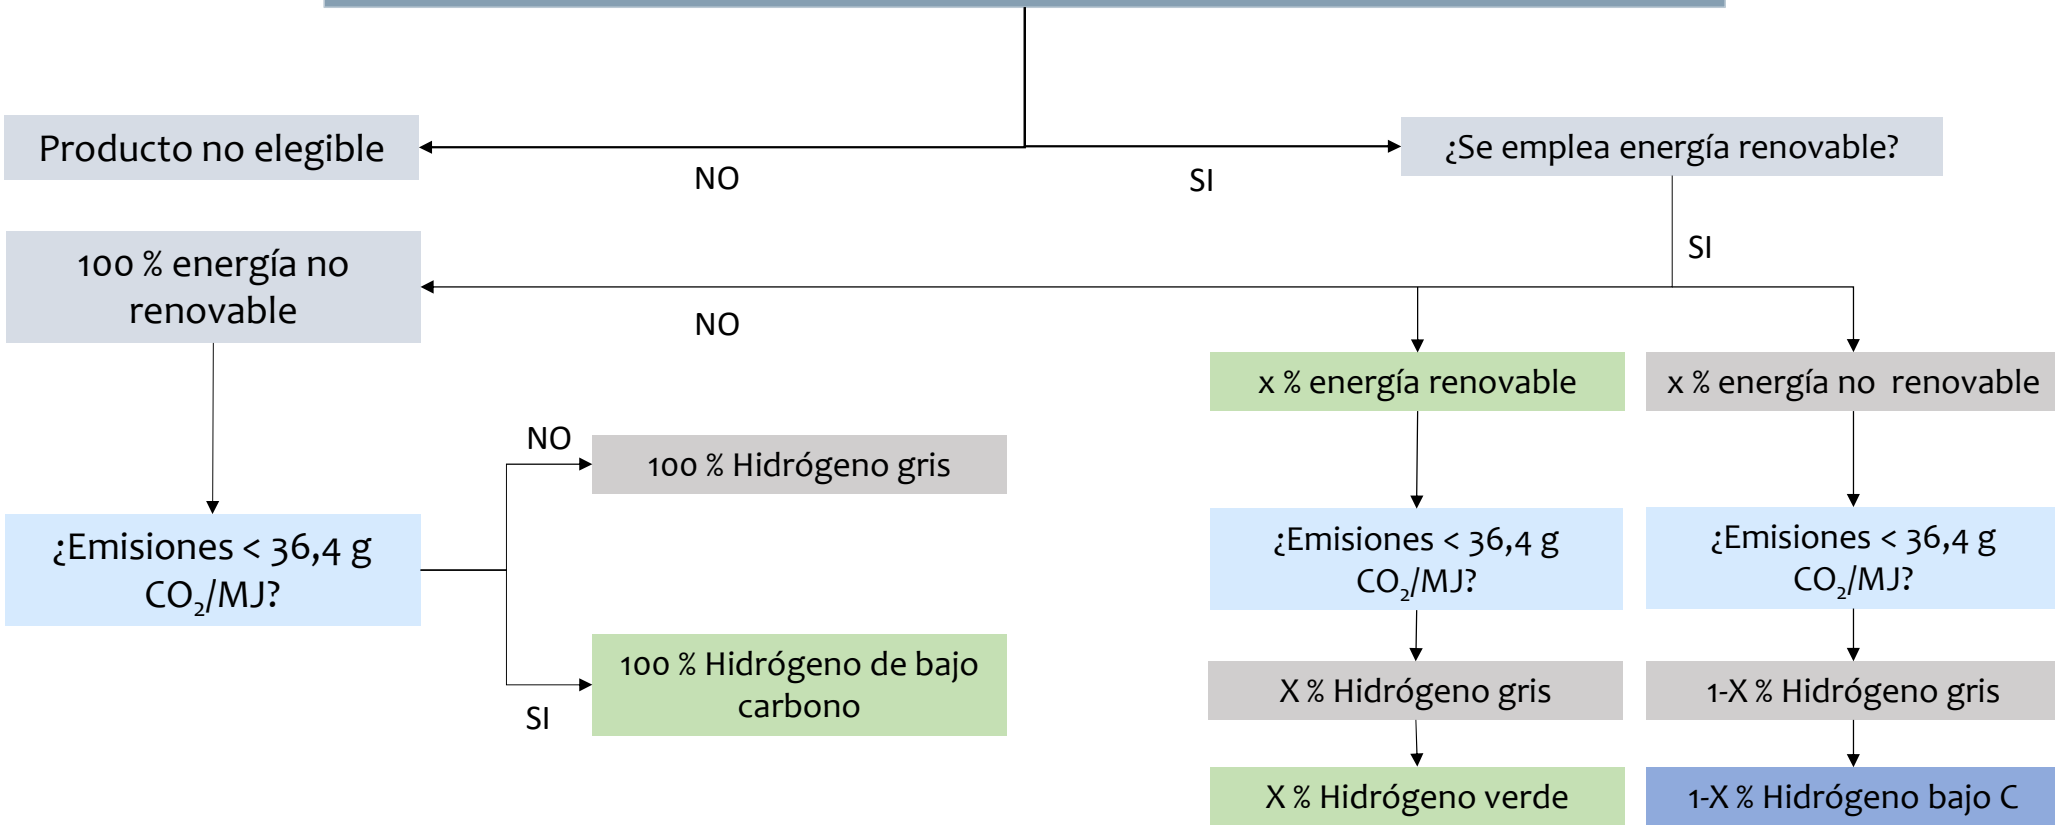 Producto no elegible
¿Se emplea energía renovable?
NO
SI
100 % energía no
renovable
SI
NO
x % energía renovable
x % energía no  renovable
NO
100 % Hidrógeno gris
¿Emisiones < 36,4 g
CO₂/MJ?
¿Emisiones < 36,4 g
CO₂/MJ?
¿Emisiones < 36,4 g
CO₂/MJ?
100 % Hidrógeno de bajo
carbono
SI
X % Hidrógeno gris
1-X % Hidrógeno gris
X % Hidrógeno verde
1-X % Hidrógeno bajo C